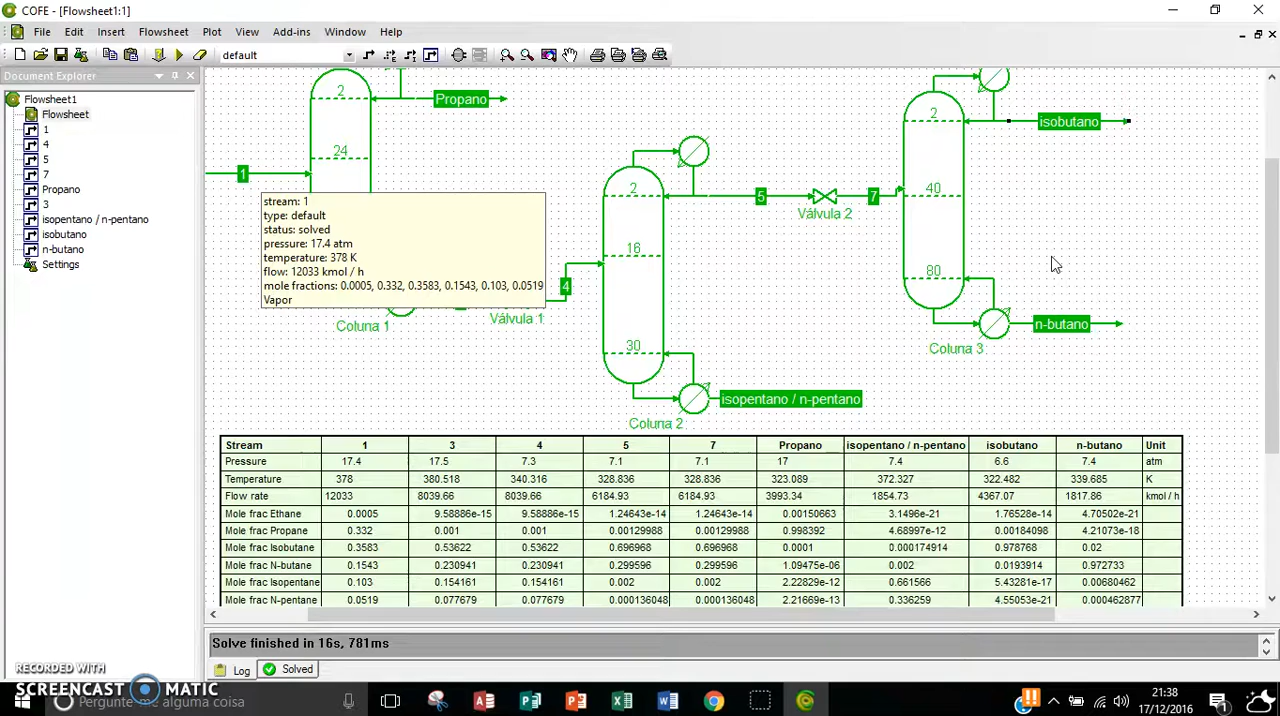 COFE - [Flowsheet1:1]
File Edit Insert Flowsheet Plot View Add-ins Window Help
default
Document Explorer
Flowsheet1
Flowsheet
1
4
5
7
Propano
3
isopentano / n-pentano
isobutano
n-butano
Settings
2
Propano
24
1
stream: 1
type: default
status: solved
pressure: 17.4 atm
temperature: 378 K
flow: 12033 kmol / h
mole fractions: 0.0005, 0.332, 0.3583, 0.1543, 0.103, 0.0519
Vapor
Coluna 1
Válvula 1
4
2
16
30
Coluna 2
isopentano / n-pentano
5
Válvula 2
7
2
40
80
isobutano
n-butano
Coluna 3
Stream 1 3 4 5 7 Propano isopentano / n-pentano isobutano n-butano Unit
Pressure 17.4 17.5 7.3 7.1 7.1 17 7.4 6.6 7.4 atm
Temperature 378 380.518 340.316 328.836 328.836 323.089 372.327 322.482 339.685 K
Flow rate 12033 8039.66 8039.66 6184.93 6184.93 3993.34 1854.73 4367.07 1817.86 kmol / h
Mole frac Ethane 0.0005 9.58886e-15 9.58886e-15 1.24643e-14 1.24643e-14 0.00150663 3.1496e-21 1.76528e-14 4.70502e-21
Mole frac Propane 0.332 0.001 0.001 0.00129988 0.00129988 0.998392 4.68997e-12 0.00184098 4.21073e-18
Mole frac Isobutane 0.3583 0.53622 0.53622 0.696968 0.696968 0.0001 0.000174914 0.978768 0.02
Mole frac N-butane 0.1543 0.230941 0.230941 0.299596 0.299596 1.09475e-06 0.002 0.0193914 0.972733
Mole frac Isopentane 0.103 0.154161 0.154161 0.002 0.002 2.22829e-12 0.661566 5.43281e-17 0.00680462
Mole frac N-pentane 0.0519 0.077679 0.077679 0.000136048 0.000136048 2.21669e-13 0.336259 4.55053e-21 0.000462877
Solve finished in 16s, 781ms
Log Solved
RECORDED WITH
SCREENCAST MATIC
Pergunte-me alguma coisa
21:38
17/12/2016